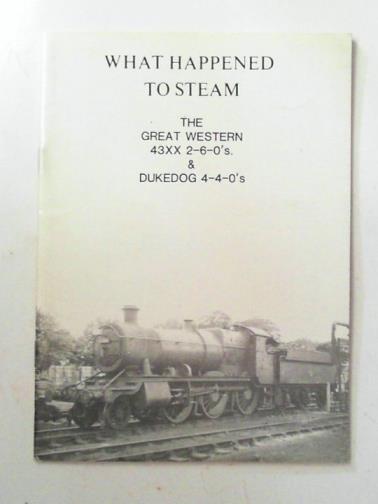 WHAT HAPPENED
TO STEAM
THE
GREAT WESTERN
43XX 2-6-0's.
&
DUKEDOG 4-4-0's